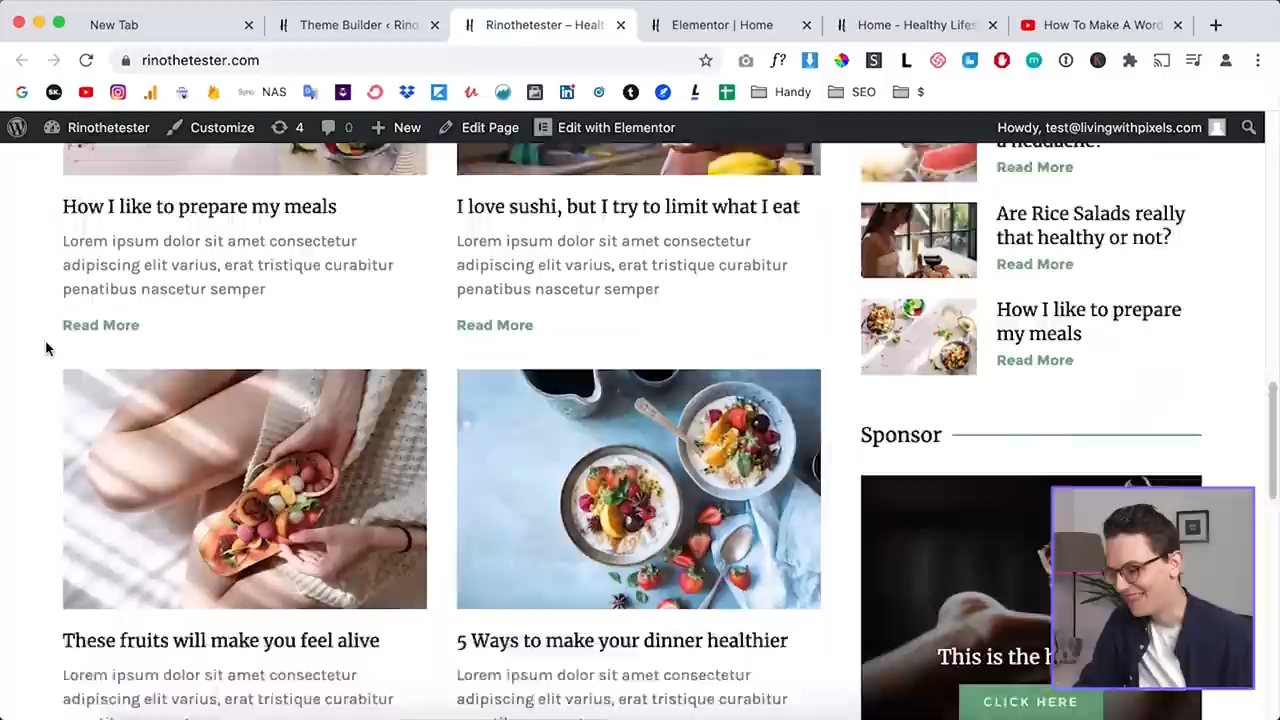 New Tab
Theme Builder ‹ Rino
Rinothetester – Healt
Elementor | Home
Home - Healthy Lifes
How To Make A Word
rinothetester.com
f?
NAS
Handy
SEO
$
Rinothetester
Customize
4
0
New
Edit Page
Edit with Elementor
Howdy, test@livingwithpixels.com
How I like to prepare my meals
Lorem ipsum dolor sit amet consectetur
adipiscing elit varius, erat tristique curabitur
penatibus nascetur semper
Read More
I love sushi, but I try to limit what I eat
Lorem ipsum dolor sit amet consectetur
adipiscing elit varius, erat tristique curabitur
penatibus nascetur semper
Read More
These fruits will make you feel alive
Lorem ipsum dolor sit amet consectetur
adipiscing elit varius, erat tristique curabitur
5 Ways to make your dinner healthier
Lorem ipsum dolor sit amet consectetur
adipiscing elit varius, erat tristique curabitur
a headache?
Read More
Are Rice Salads really
that healthy or not?
Read More
How I like to prepare
my meals
Read More
Sponsor
This is the h
CLICK HERE